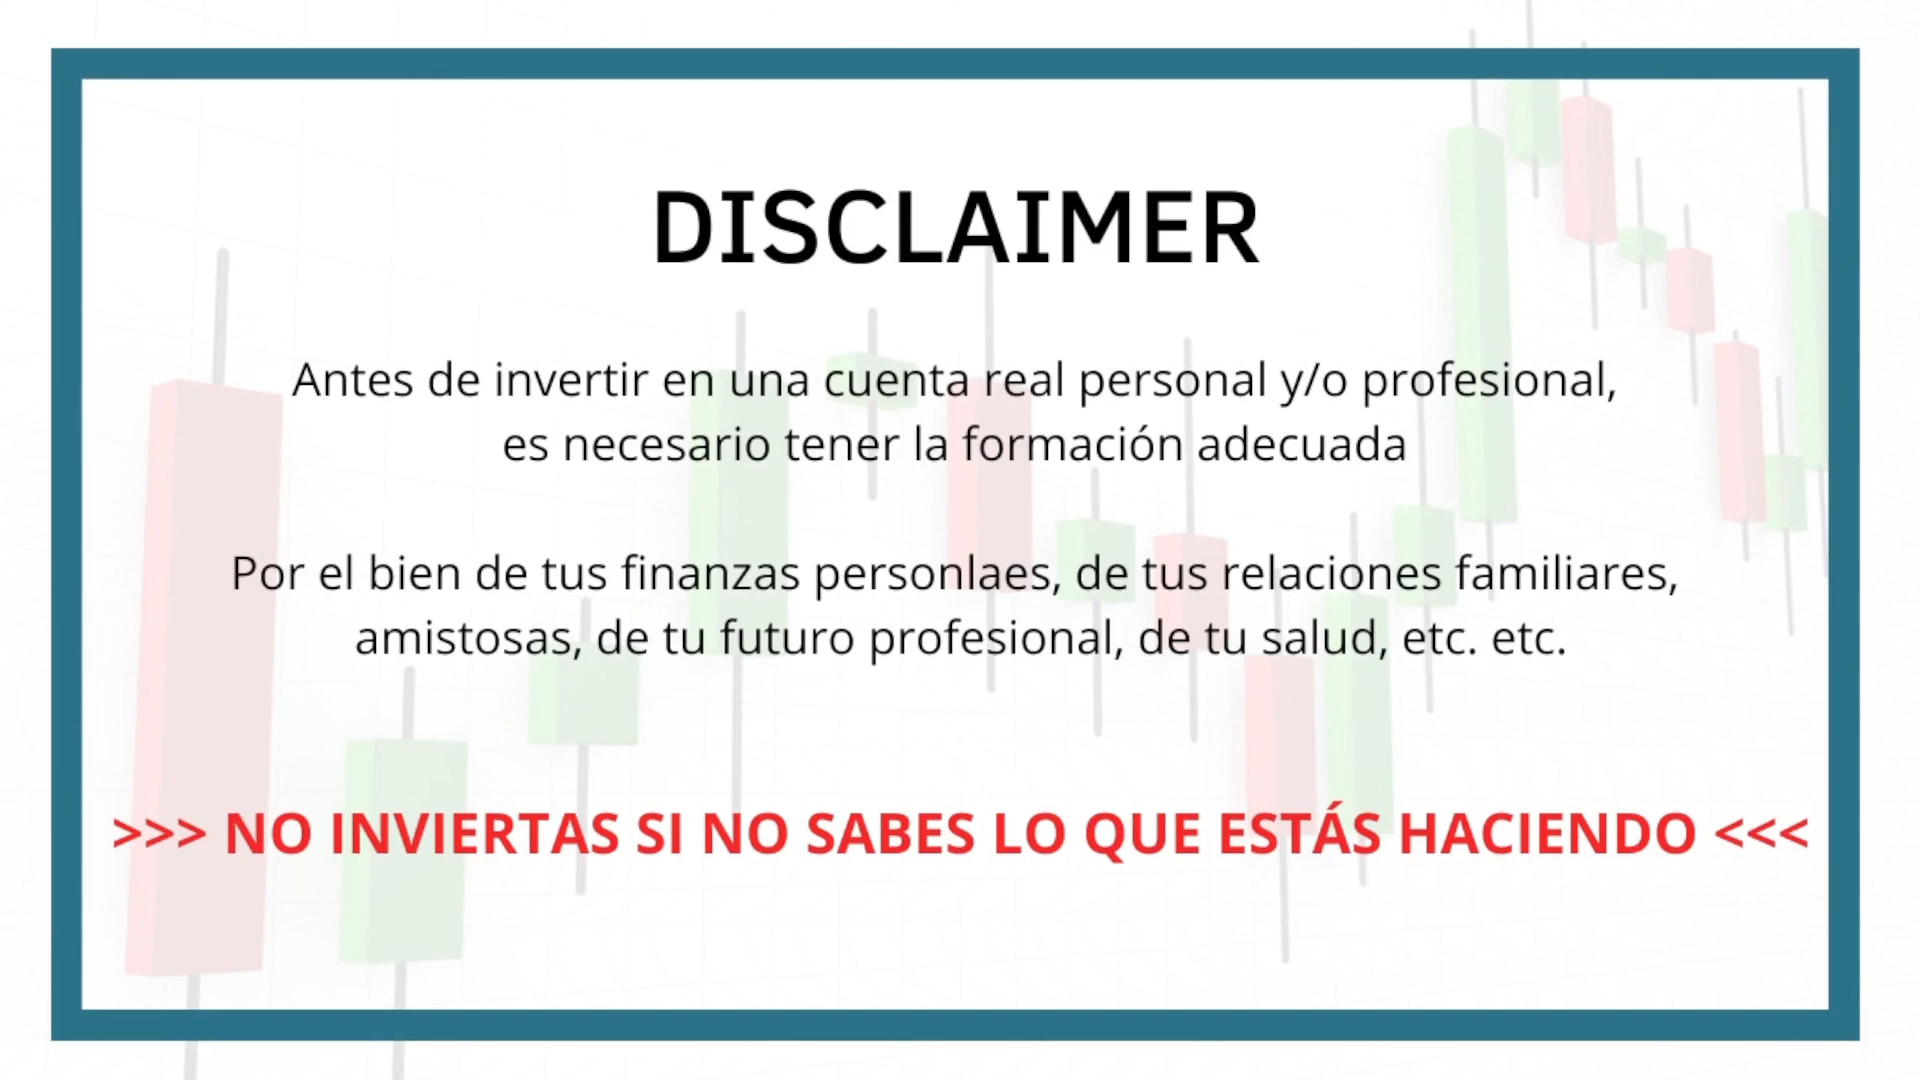 DISCLAIMER
Antes de invertir en una cuenta real personal y/o profesional,
es necesario tener la formación adecuada
Por el bien de tus finanzas personlaes, de tus relaciones familiares,
amistosas, de tu futuro profesional, de tu salud, etc. etc.
>>> NO INVIERTAS SI NO SABES LO QUE ESTÁS HACIENDO <<<